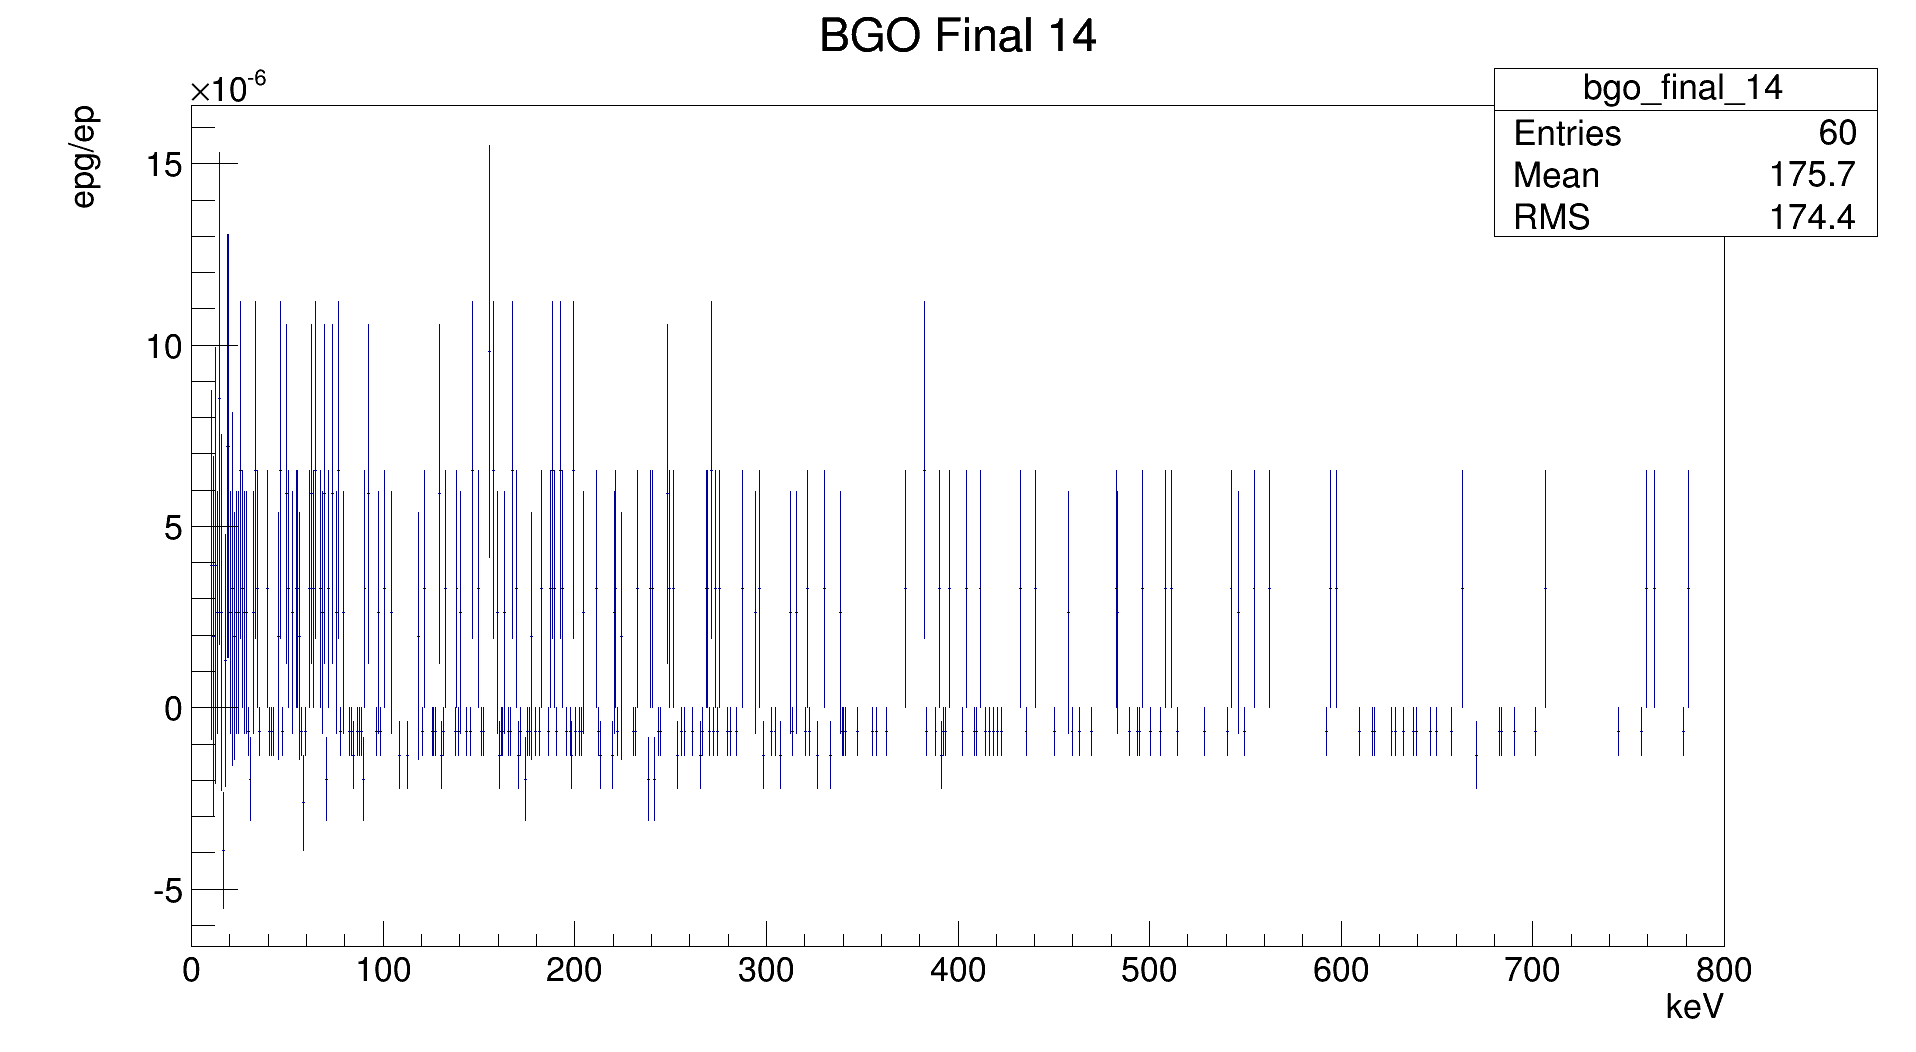 BGO Final 14
×10-6
epg/ep
bgo_final_14
Entries 60
Mean 175.7
RMS 174.4
15
10
5
0
-5
0 100 200 300 400 500 600 700 800
keV